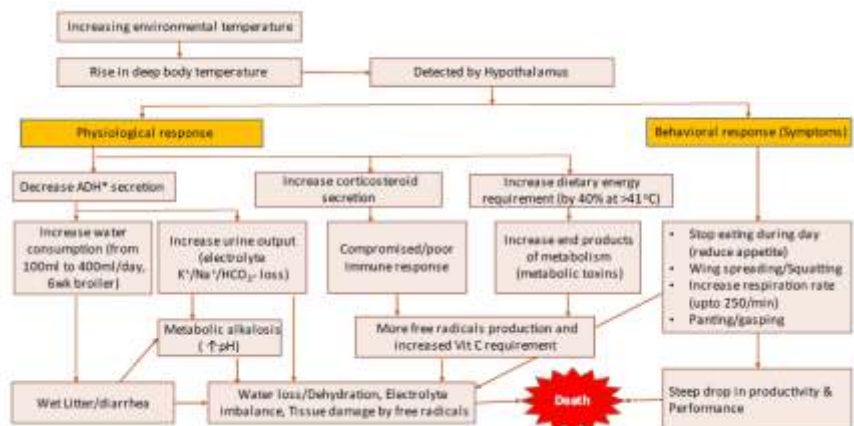 Increasing environmental temperature
Rise in deep body temperature
Detected by Hypothalamus
Physiological response
Behavioral response (Symptoms)
Decrease ADH* secretion
Increase corticosteroid
secretion
Increase dietary energy
requirement (by 40% at >41°C)
Increase water
consumption (from
100ml to 400ml/day,
6wk broiler)
Increase urine output
(electrolyte
K⁺/Na⁺/HCO₃- loss)
Compromised/poor
immune response
Increase end products
of metabolism
(metabolic toxins)
• Stop eating during day
(reduce appetite)
• Wing spreading/Squatting
• Increase respiration rate
(upto 250/min)
• Panting/gasping
Metabolic alkalosis
(↑pH)
More free radicals production and
increased Vit C requirement
Wet Litter/diarrhea
Water loss/Dehydration, Electrolyte
imbalance, Tissue damage by free radicals
Death
Steep drop in productivity &
Performance